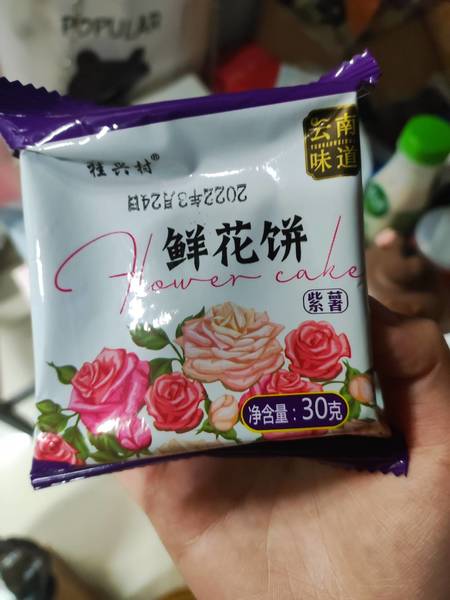 POPULAR
云南
味道
桂兴村®
2022年3月24日
鲜花饼
Flower cake
紫薯
净含量：30克